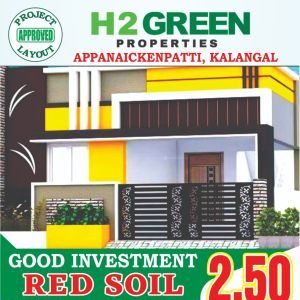 PROJECT
APPROVED
LAYOUT
H2 GREEN
PROPERTIES
APPANAICKENPATTI, KALANGAL
GOOD INVESTMENT
RED SOIL
2.50